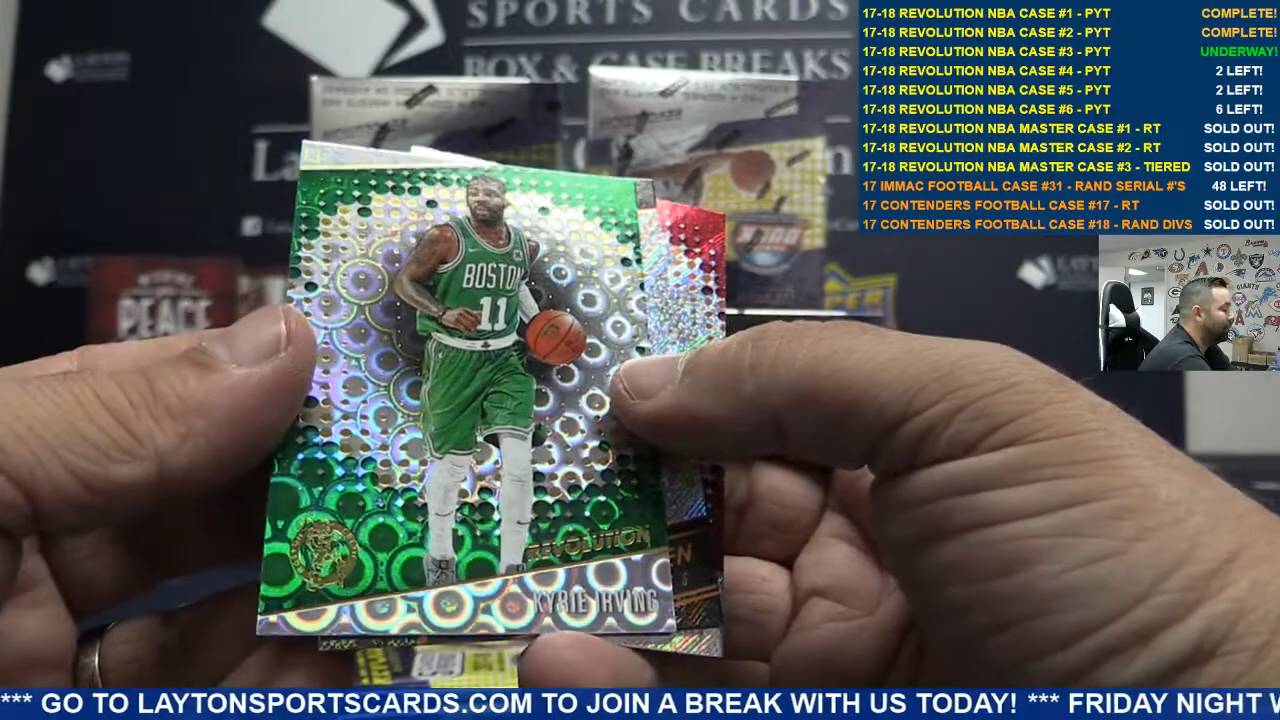 SPORTS CARDS
BOX & CASE BREAKS
17-18 REVOLUTION NBA CASE #1 - PYT COMPLETE!
17-18 REVOLUTION NBA CASE #2 - PYT COMPLETE!
17-18 REVOLUTION NBA CASE #3 - PYT UNDERWAY!
17-18 REVOLUTION NBA CASE #4 - PYT 2 LEFT!
17-18 REVOLUTION NBA CASE #5 - PYT 2 LEFT!
17-18 REVOLUTION NBA CASE #6 - PYT 6 LEFT!
17-18 REVOLUTION NBA MASTER CASE #1 - RT SOLD OUT!
17-18 REVOLUTION NBA MASTER CASE #2 - RT SOLD OUT!
17-18 REVOLUTION NBA MASTER CASE #3 - TIERED SOLD OUT!
17 IMMAC FOOTBALL CASE #31 - RAND SERIAL #'S 48 LEFT!
17 CONTENDERS FOOTBALL CASE #17 - RT SOLD OUT!
17 CONTENDERS FOOTBALL CASE #18 - RAND DIVS SOLD OUT!
PEACE
BOSTON
11
REVOLUTION
KYRIE IRVING
*** GO TO LAYTONSPORTSCARDS.COM TO JOIN A BREAK WITH US TODAY! *** FRIDAY NIGHT